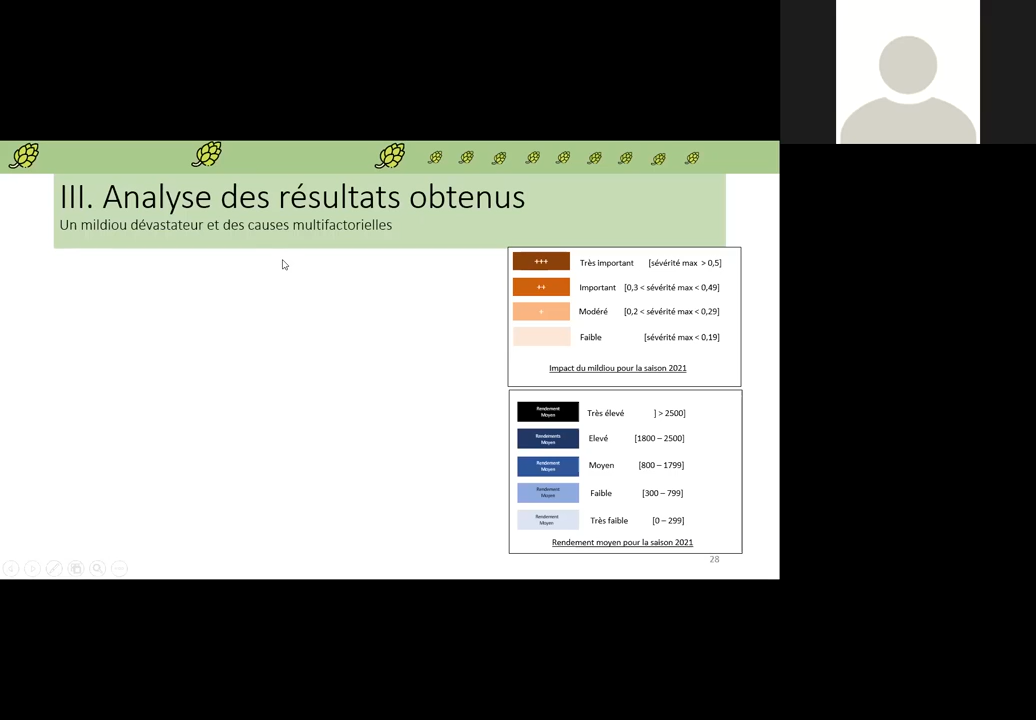 III. Analyse des résultats obtenus
Un mildiou dévastateur et des causes multifactorielles
+++ Très important [sévérité max > 0,5]
++ Important [0,3 < sévérité max < 0,49]
+ Modéré [0,2 < sévérité max < 0,29]
Faible [sévérité max < 0,19]
Impact du mildiou pour la saison 2021
Rendement
Moyen
Très élevé ] > 2500]
Rendements
Moyen
Elevé [1800 – 2500]
Rendement
Moyen
Moyen [800 – 1799]
Rendement
Moyen
Faible [300 – 799]
Rendement
Moyen
Très faible [0 – 299]
Rendement moyen pour la saison 2021
28